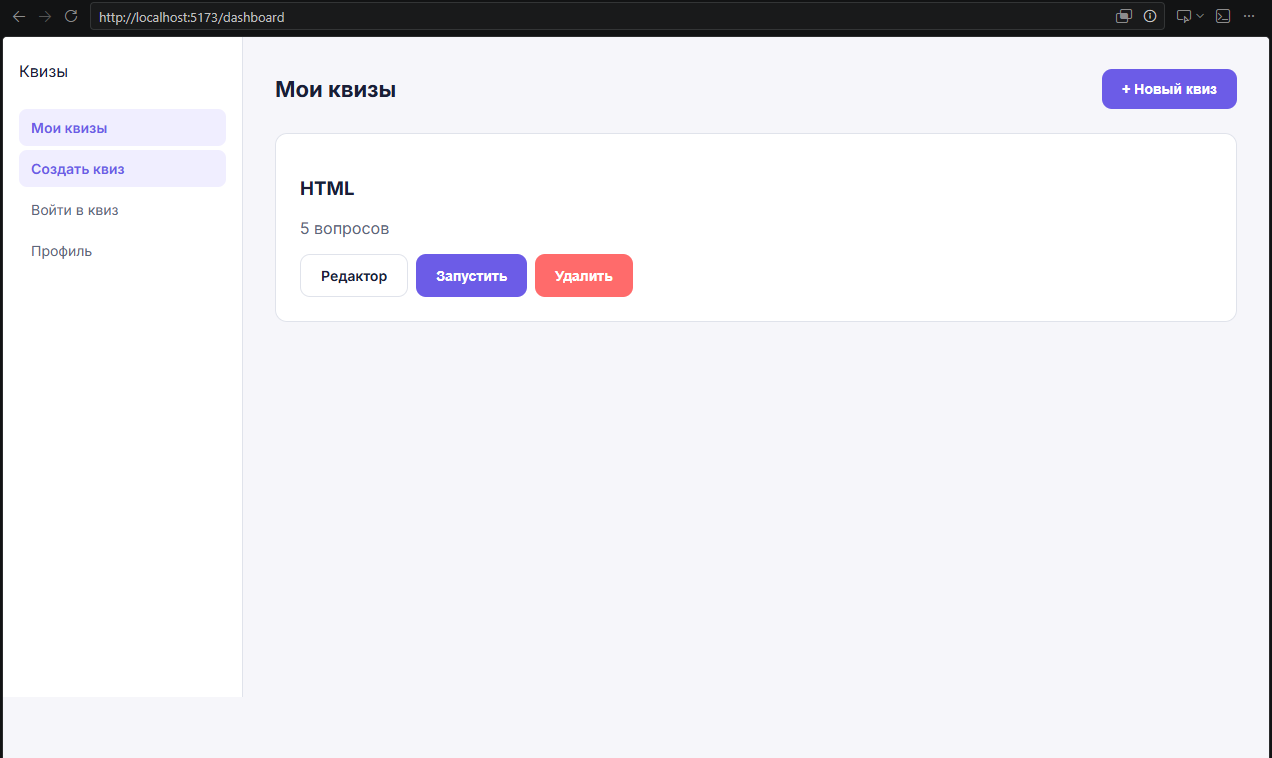 http://localhost:5173/dashboard
Квизы
Мои квизы
Создать квиз
Войти в квиз
Профиль
Мои квизы
+ Новый квиз
HTML
5 вопросов
Редактор
Запустить
Удалить